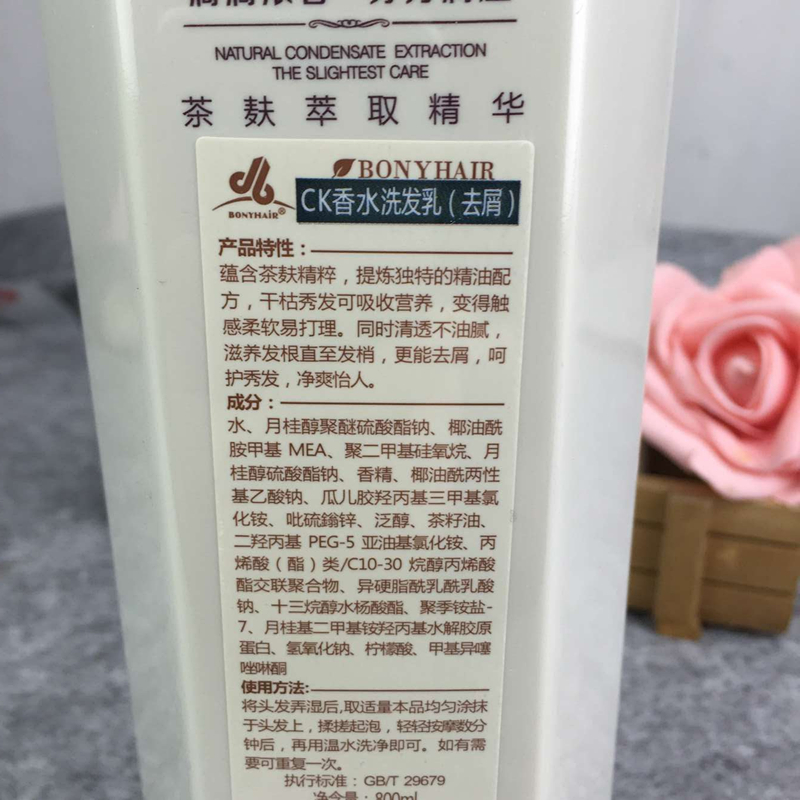 NATURAL CONDENSATE EXTRACTION
THE SLIGHTEST CARE
茶麸萃取精华
BONYHAIR
BONYHAIR®
CK香水洗发乳(去屑)
产品特性:
蕴含茶麸精粹,提炼独特的精油配
方,干枯秀发可吸收营养,变得触
感柔软易打理。同时清透不油腻,
滋养发根直至发梢,更能去屑,呵
护秀发,净爽怡人。
成分:
水、月桂醇聚醚硫酸酯钠、椰油酰
胺甲基 MEA、聚二甲基硅氧烷、月
桂醇硫酸酯钠、香精、椰油酰两性
基乙酸钠、瓜儿胶羟丙基三甲基氯
化铵、吡硫鎓锌、泛醇、茶籽油、
二羟丙基 PEG-5 亚油基氯化铵、丙
烯酸(酯)类/C10-30 烷醇丙烯酸
酯交联聚合物、异硬脂酰乳酰乳酸
钠、十三烷醇水杨酸酯、聚季铵盐-
7、月桂基二甲基铵羟丙基水解胶原
蛋白、氢氧化钠、柠檬酸、甲基异噻
唑啉酮
使用方法:
将头发弄湿后,取适量本品均匀涂抹
于头发上,揉搓起泡,轻轻按摩数分
钟后,再用温水洗净即可。如有需
要可重复一次。
执行标准:GB/T 29679
净含量:800ml